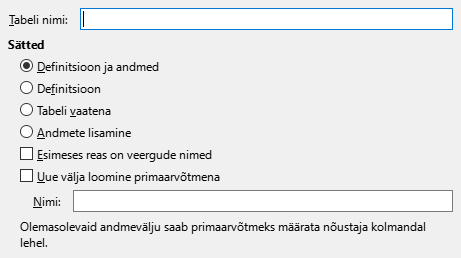 Tabeli nimi:
Sätted
Definitsioon ja andmed
Definitsioon
Tabeli vaatena
Andmete lisamine
Esimeses reas on veergude nimed
Uue välja loomine primaarvõtmena
Nimi:
Olemasolevaid andmevälju saab primaarvõtmeks määrata nõustaja kolmandal
lehel.